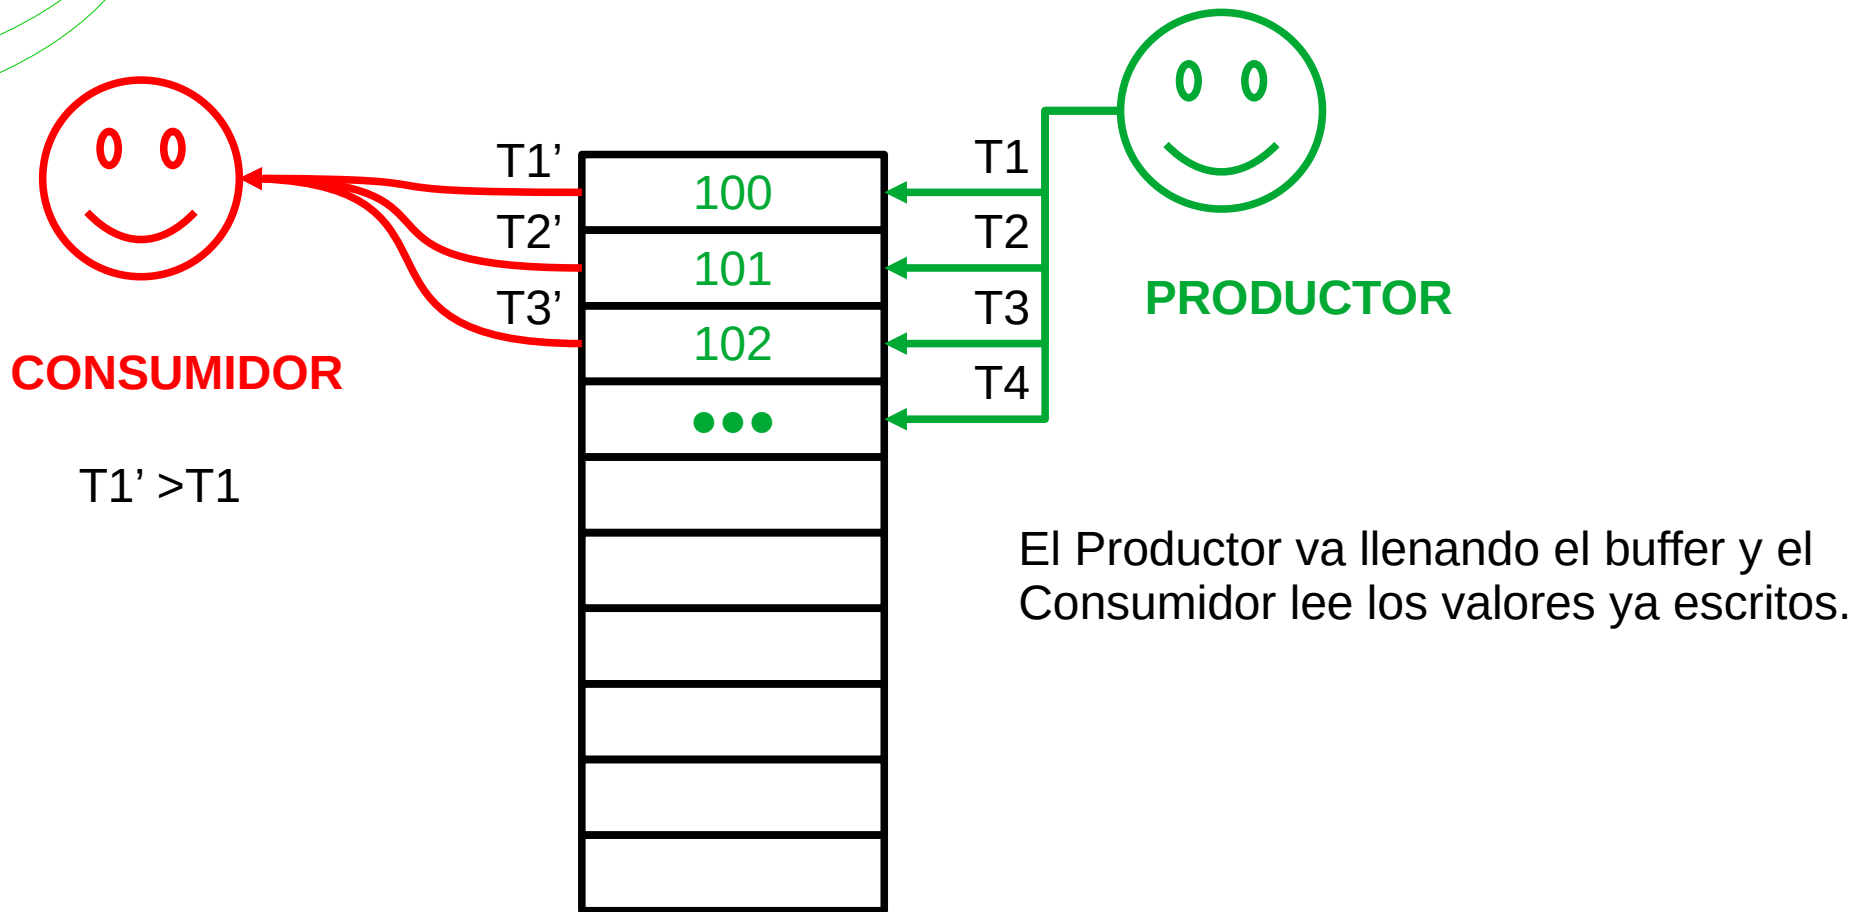 T1’
100
T1
T2’
101
T2
T3’
102
T3
PRODUCTOR
CONSUMIDOR
T4
●●●
T1’ >T1
El Productor va llenando el buffer y el
Consumidor lee los valores ya escritos.